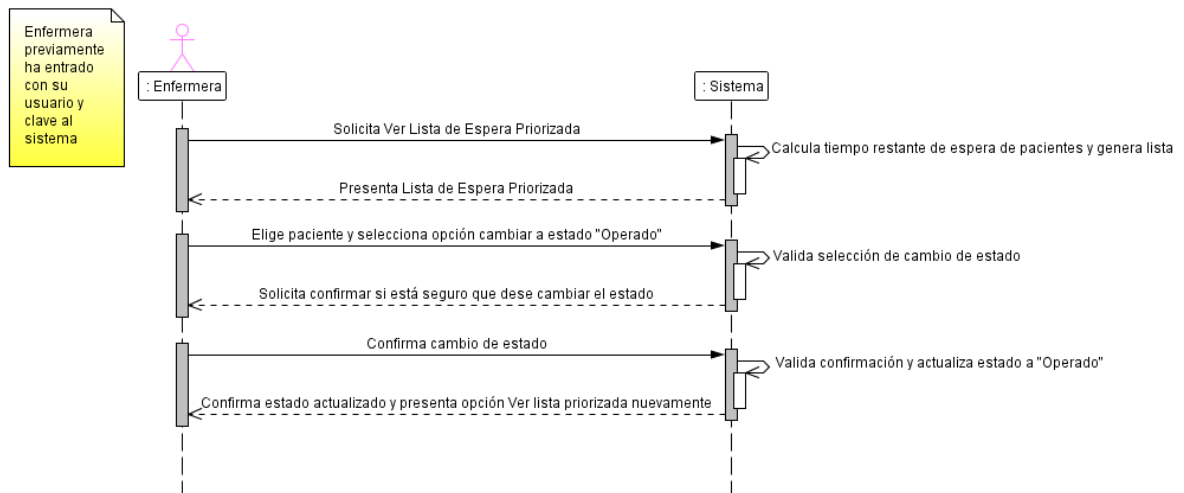 Enfermera
previamente
ha entrado
con su
usuario y
clave al
sistema
: Enfermera
: Sistema
Solicita Ver Lista de Espera Priorizada
Calcula tiempo restante de espera de pacientes y genera lista
Presenta Lista de Espera Priorizada
Elige paciente y selecciona opción cambiar a estado "Operado"
Valida selección de cambio de estado
Solicita confirmar si está seguro que dese cambiar el estado
Confirma cambio de estado
Valida confirmación y actualiza estado a "Operado"
Confirma estado actualizado y presenta opción Ver lista priorizada nuevamente